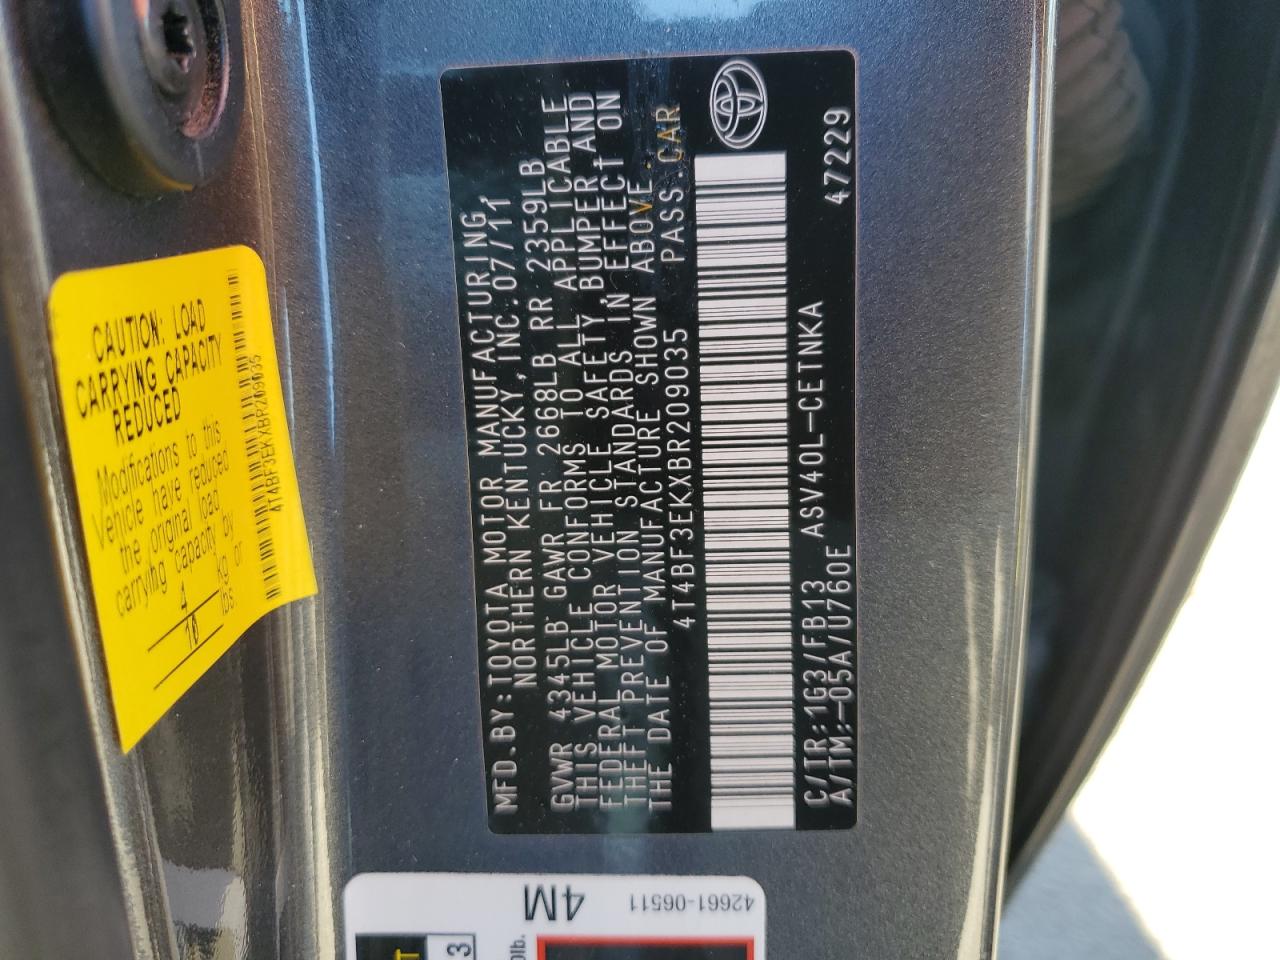 CAUTION: LOAD
CARRYING CAPACITY
REDUCED
Modifications to this
Vehicle have reduced
the original load
carrying capacity by
4 kg or
10 lbs.
4T4BF3EKXBR209035
MFD.BY:TOYOTA MOTOR MANUFACTURING,
NORTHERN KENTUCKY,INC.07/11
GVWR 4345LB GAWR FR 2668LB RR 2359LB
THIS VEHICLE CONFORMS TO ALL APPLICABLE
FEDERAL MOTOR VEHICLE SAFETY,BUMPER AND
THEFT PREVENTION STANDARDS IN EFFECT ON
THE DATE OF MANUFACTURE SHOWN ABOVE.
4T4BF3EKXBR209035 PASS.CAR
C/TR:1G3/FB13 ASV40L-CETNKA 47229
A/TM:-05A/U760E
4M
42661-06511